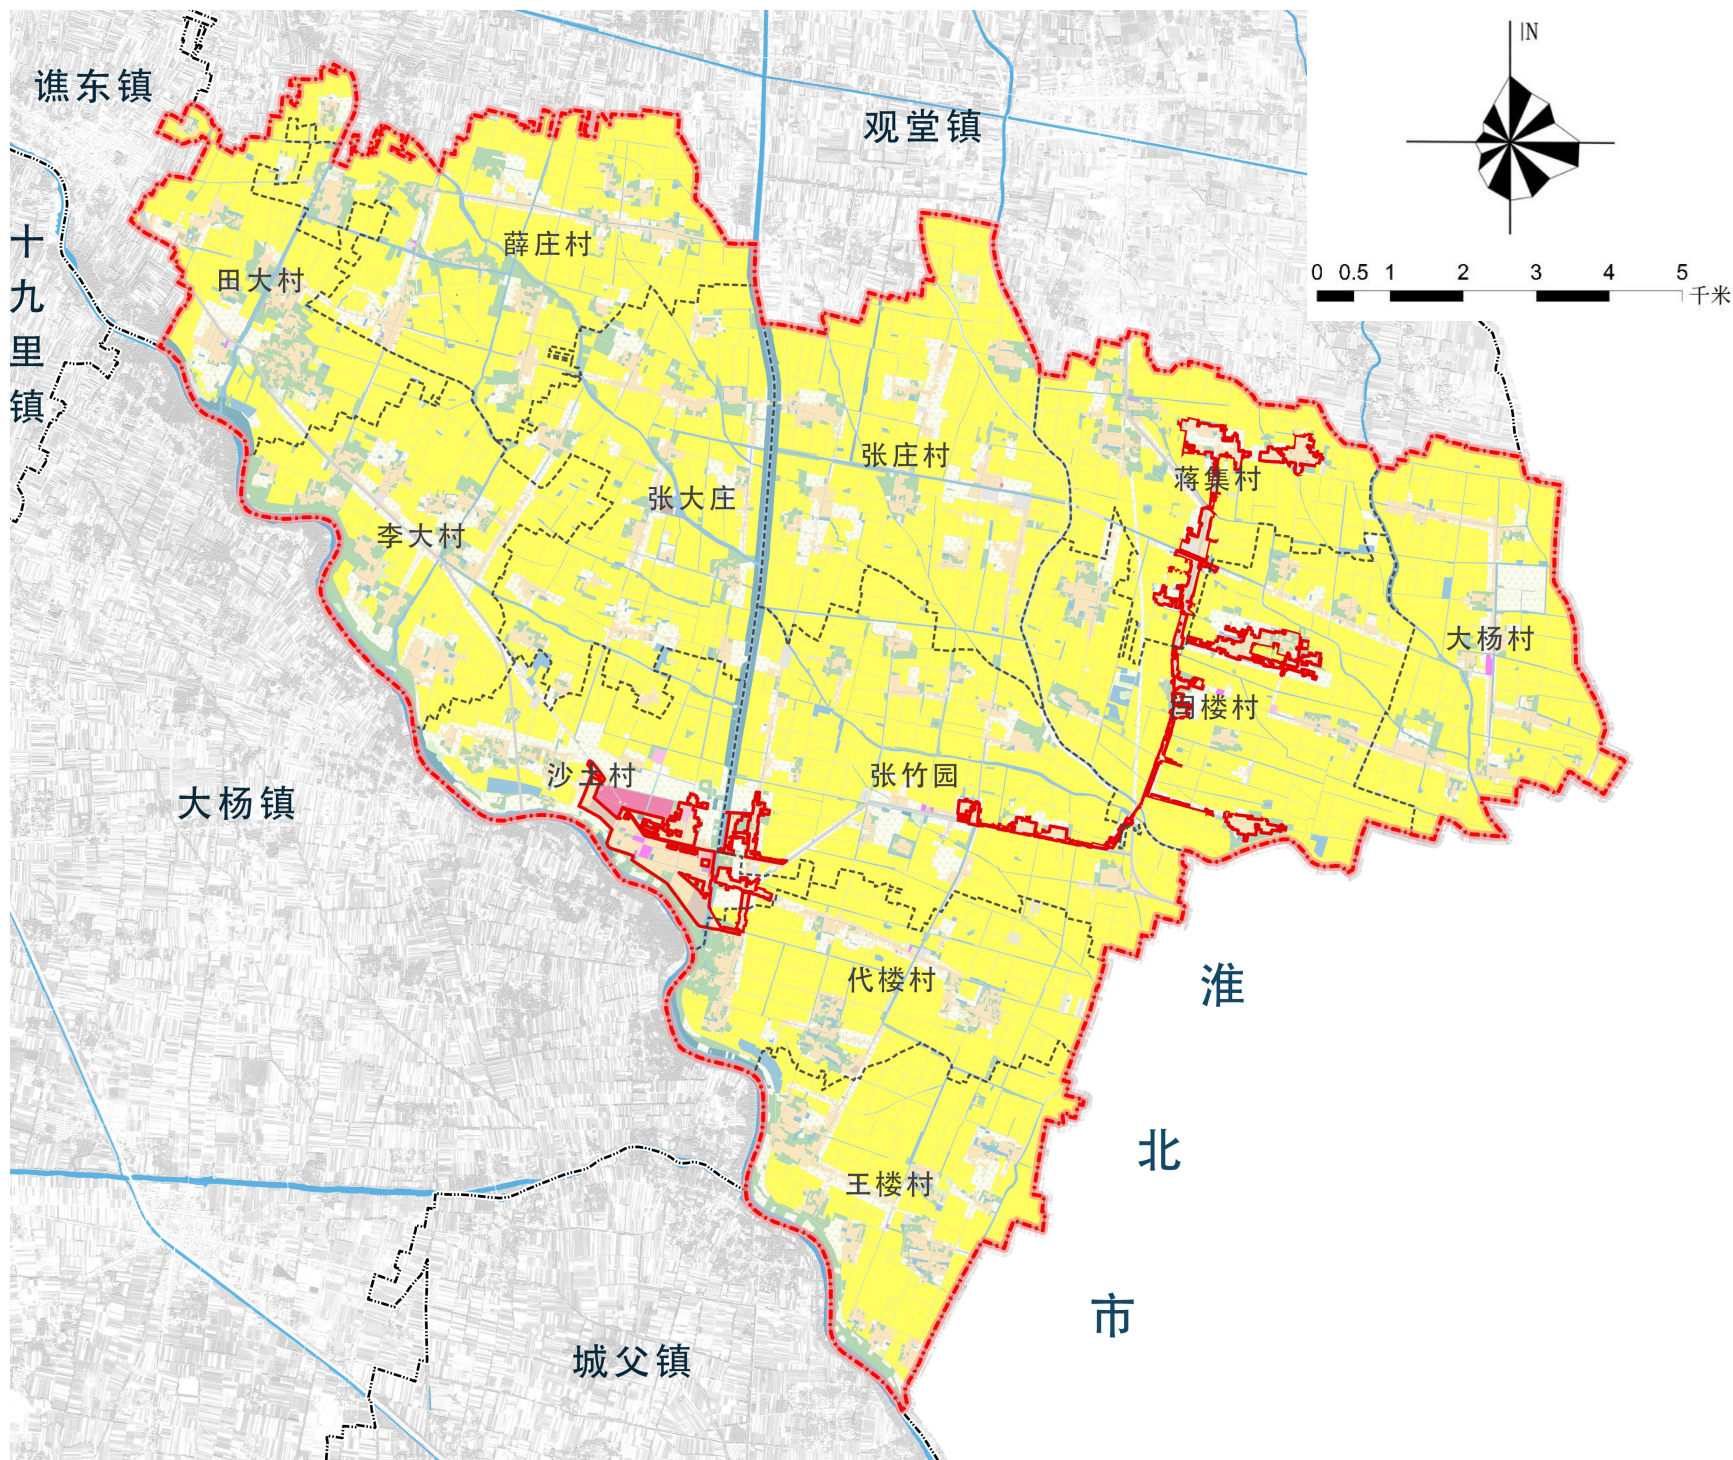 N
谯东镇
观堂镇
十九里镇
薛庄村
田大村
0 0.5 1 2 3 4 5 千米
张庄村
蒋集村
张大庄
李大村
大杨村
闫楼村
沙土村
张竹园
大杨镇
代楼村
淮北市
王楼村
城父镇